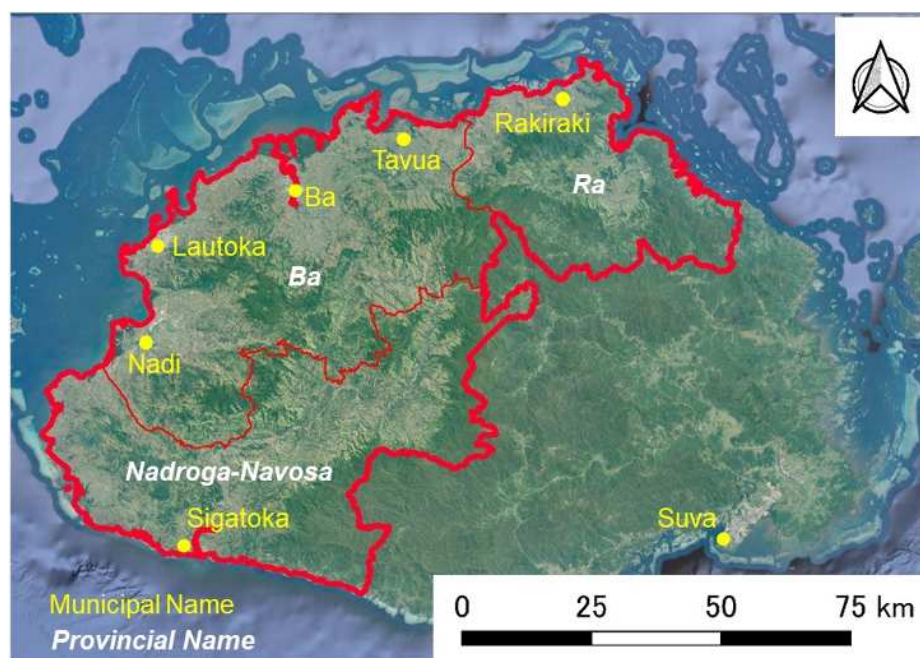 Rakiraki
Tavua
Ra
Ba
Lautoka
Ba
Nadi
Nadroga-Navosa
Sigatoka
Suva
Municipal Name
Provincial Name
0 25 50 75 km